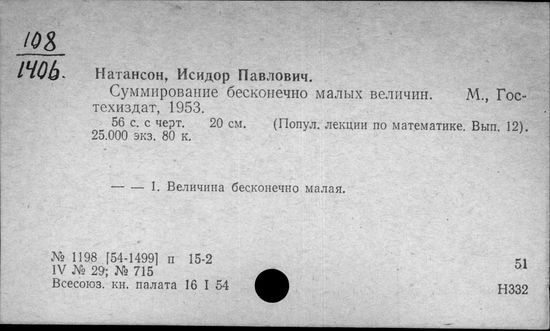 108
140б.
Натансон, Исидор Павлович.
Суммирование бесконечно малых величин. М., Гос-
техиздат, 1953.
56 с. с черт. 20 см. (Попул. лекции по математике. Вып. 12).
25.000 экз. 80 к.
— — 1. Величина бесконечно малая.
№ 1198 [54-1499] п 15-2
IV № 29; № 715
Всесоюз. кн. палата 16 I 54
51
Н332